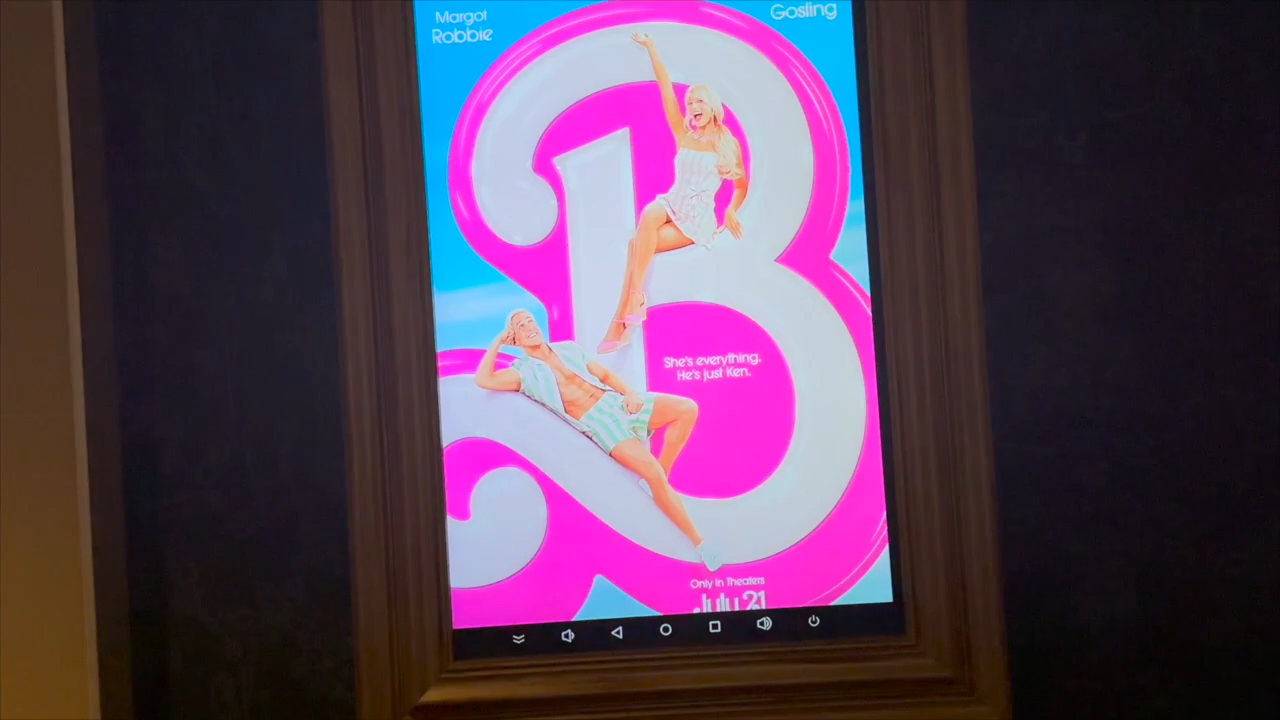 Margot
Robbie
Gosling
She's everything.
He's just Ken.
Only in Theaters
July 21